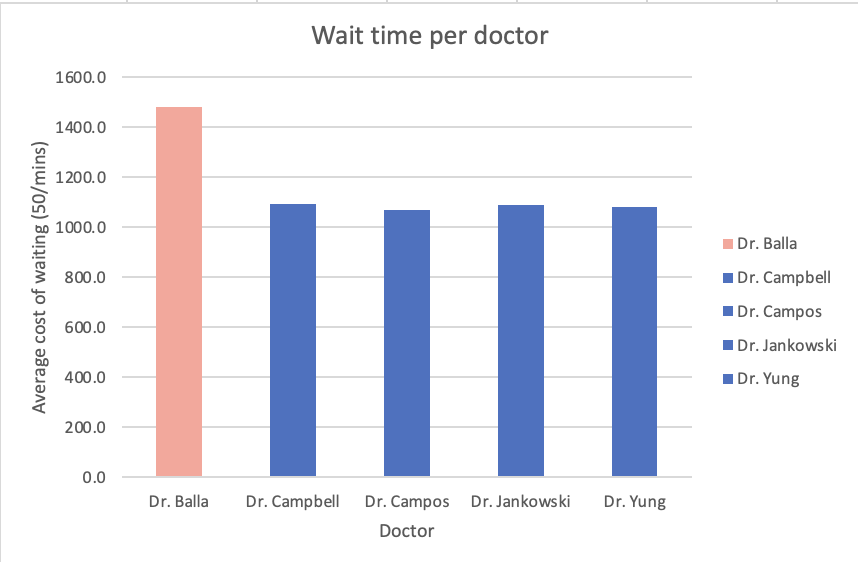 Wait time per doctor
1600.0
1400.0
1200.0
1000.0
800.0
600.0
400.0
200.0
0.0
Average cost of waiting (50/mins)
Dr. Balla
Dr. Campbell
Dr. Campos
Dr. Jankowski
Dr. Yung
Doctor
Dr. Balla
Dr. Campbell
Dr. Campos
Dr. Jankowski
Dr. Yung